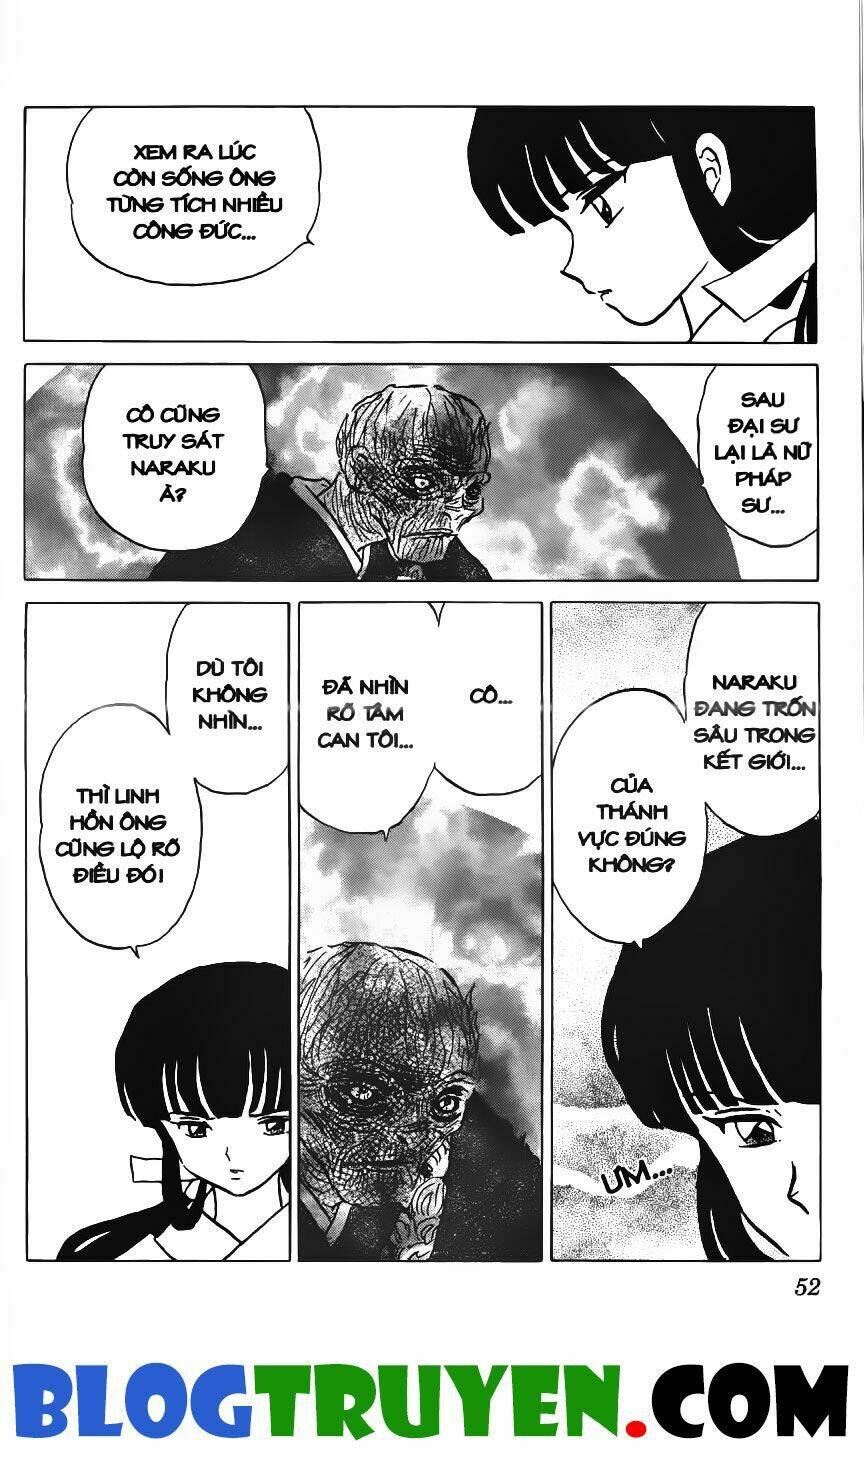 XEM RA LÚC
CÒN SỐNG ÔNG
TỪNG TÍCH NHIỀU
CÔNG ĐỨC...
SAU
ĐẠI SƯ
LẠI LÀ NỮ
PHÁP
SƯ...
CÔ CŨNG
TRUY SÁT
NARAKU
À?
NARAKU
ĐANG TRỐN
SÂU TRONG
KẾT GIỚI...
CỦA
THÁNH
VỰC ĐÚNG
KHÔNG?
ƯM...
CÔ...
ĐÃ NHÌN
RÕ TÂM
CAN TÔI...
DÙ TÔI
KHÔNG
NHÌN...
THÌ LINH
HỒN ÔNG
CŨNG LỘ RÕ
ĐIỀU ĐÓ!
52
BLOGTRUYEN.COM